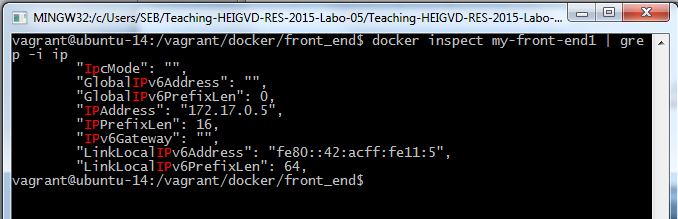 MINGW32:/c/Users/SEB/Teaching-HEIGVD-RES-2015-Labo-05/Teaching-HEIGVD-RES-2015-Labo-...
vagrant@ubuntu-14:/vagrant/docker/front_end$ docker inspect my-front-end1 | gre
p -i ip
"IpcMode": "",
"GlobalIPv6Address": "",
"GlobalIPv6PrefixLen": 0,
"IPAddress": "172.17.0.5",
"IPPrefixLen": 16,
"IPv6Gateway": "",
"LinkLocalIPv6Address": "fe80::42:acff:fe11:5",
"LinkLocalIPv6PrefixLen": 64,
vagrant@ubuntu-14:/vagrant/docker/front_end$